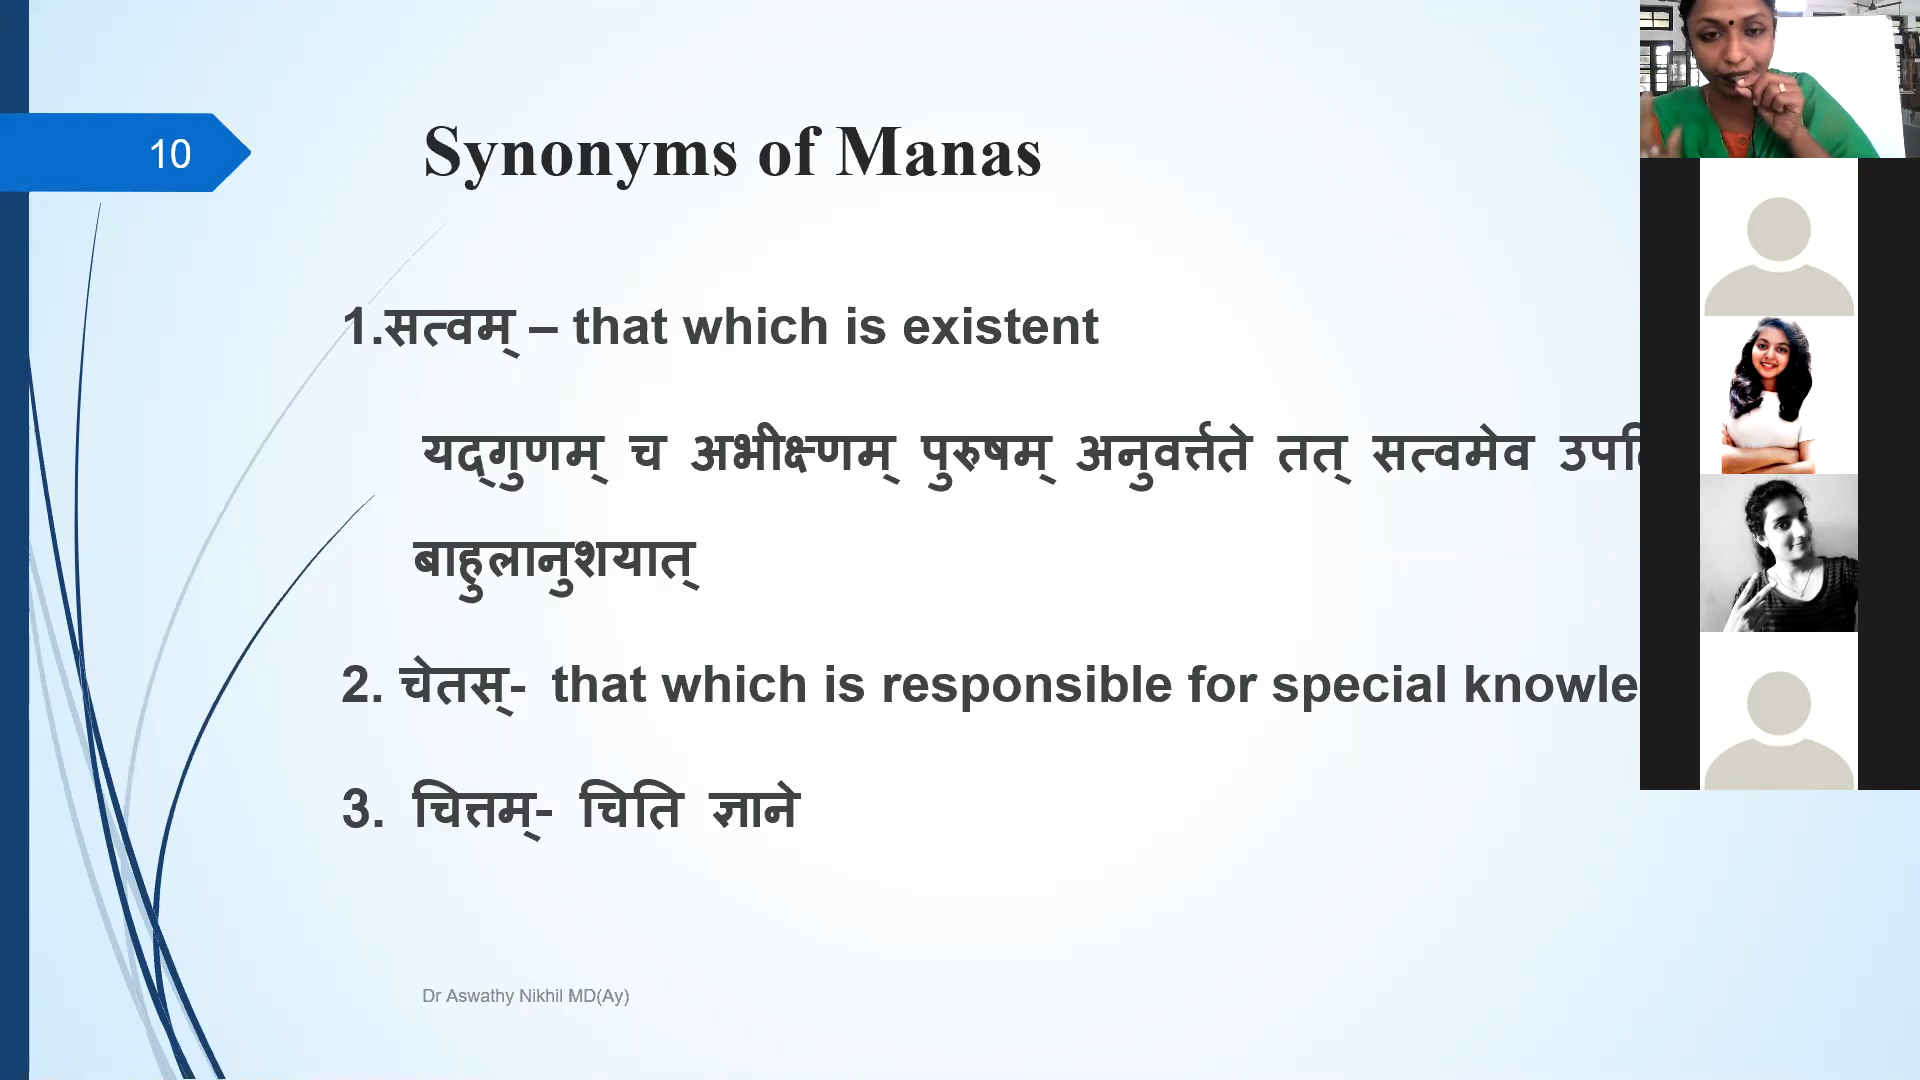 10
Synonyms of Manas
1.सत्वम् – that which is existent
यद्गुणम् च अभीक्ष्णम् पुरुषम् अनुवर्त्तते तत् सत्वमेव
बाहुलानुशयात्
2. चेतस्- that which is responsible for special
3. चित्तम्- चिति ज्ञाने
Dr Aswathy Nikhil MD(Ay)